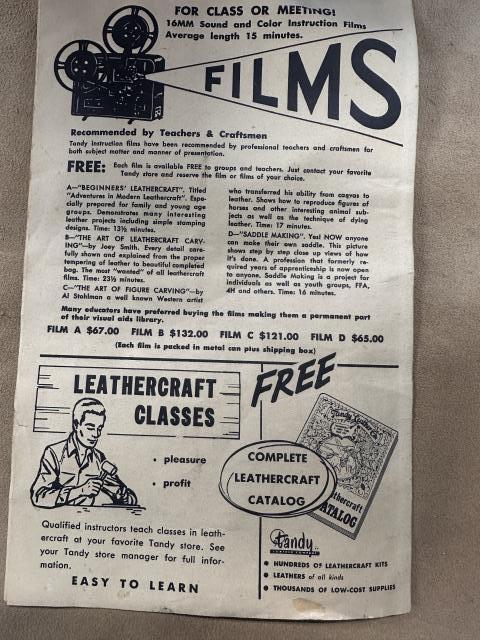 FOR CLASS OR MEETING!
16MM Sound and Color Instruction Films
Average length 15 minutes.
FILMS
Recommended by Teachers & Craftsmen
Tandy instruction films have been recommended by professional teachers and craftsmen for
both subject matter and manner of presentation.
FREE: Each film is available FREE to groups and teachers. Just contact your favorite
Tandy store and reserve the film or films of your choice.
A—"BEGINNERS' LEATHERCRAFT", Titled
"Adventures in Modern Leathercraft". Espe-
cially prepared for family and young age
groups. Demonstrates many interesting
leather projects including simple stamping
designs. Time: 13½ minutes.
B—"THE ART OF LEATHER CARV-
ING"—by Joey Smith. Every detail care-
fully shown and explained from the proper
tempering of leather to beautiful completed
bag. The most "wanted" of all leathercraft
films. Time: 23½ minutes.
C—"THE ART OF FIGURE CARVING"—by
Al Stohlman a well known Western artist
who transferred his ability from canvas to
leather. Shows how to reproduce figures of
horses and other interesting animal sub-
jects as well as the technique of dying
leather. Time: 17 minutes.
D—"SADDLE MAKING". Yes! NOW anyone
can make their own saddle. This picture
shows step by step close up views of how
it's done. A profession that formerly re-
quired years of apprenticeship is now open
to anyone. Saddle Making is a project for
individuals as well as youth groups, FFA,
4H and others. Time: 16 minutes.
Many educators have preferred buying the films making them a permanent part
of their visual aids library.
FILM A $67.00 FILM B $132.00 FILM C $121.00 FILM D $65.00
(Each film is packed in metal can plus shipping box)
LEATHERCRAFT
CLASSES
• pleasure
• profit
Qualified instructors teach classes in leath-
ercraft at your favorite Tandy store. See
your Tandy store manager for full infor-
mation.
EASY TO LEARN
FREE
COMPLETE
LEATHERCRAFT
CATALOG
Tandy Leather Co.
thercraft
ATALOG
Tandy
• HUNDREDS OF LEATHERCRAFT KITS
• LEATHERS of all kinds
• THOUSANDS OF LOW-COST SUPPLIES